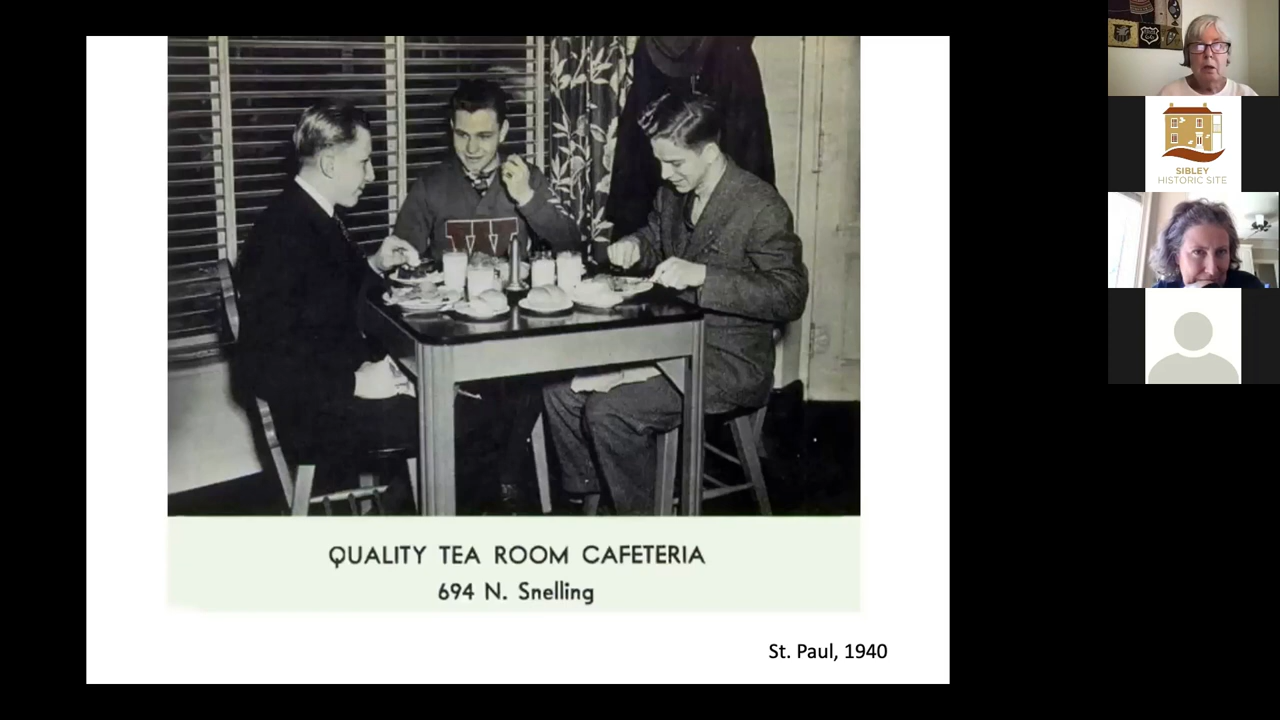 W
QUALITY TEA ROOM CAFETERIA
694 N. Snelling
St. Paul, 1940
SIBLEY
HISTORIC SITE